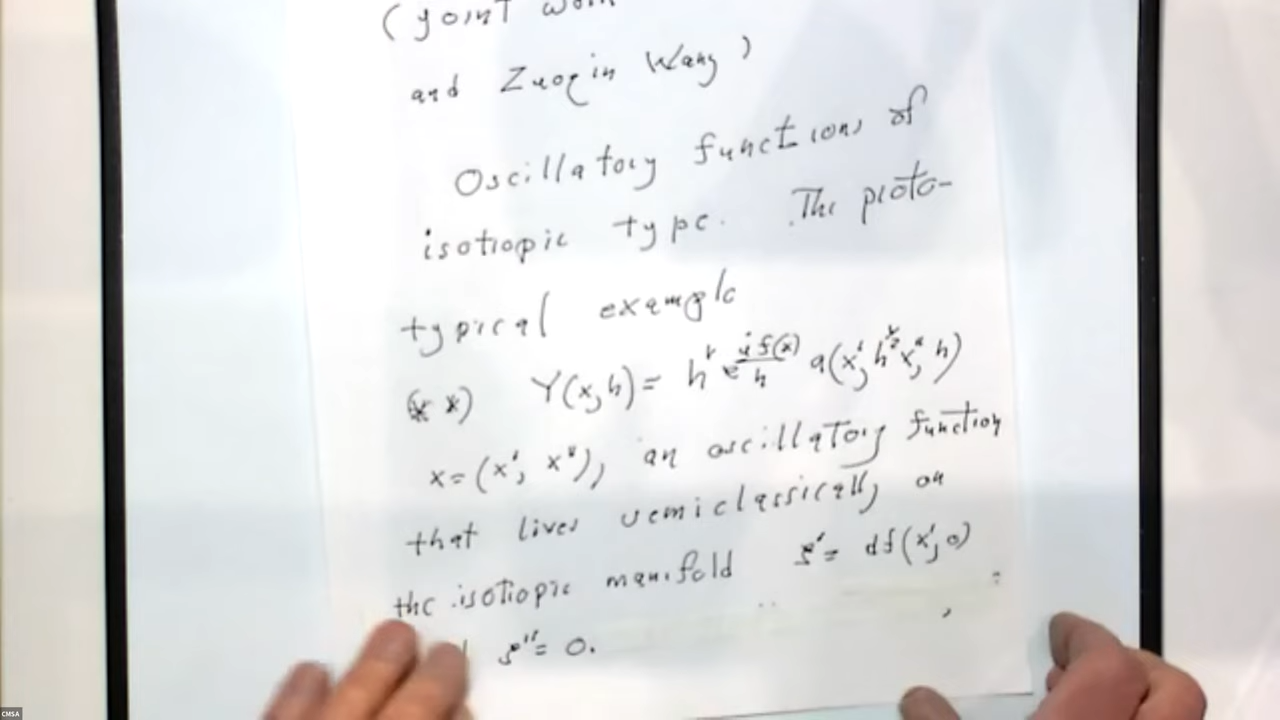 (joint work
and Zuoqin Wang)
Oscillatory functions of
isotropic type. The proto-
typical example
(**) Υ(x,h) = h^r e^{i f(x)/h} a(x', h^{1/2} x'', h)
x = (x', x''), an oscillatory function
that lives semiclassically on
the isotropic manifold ξ' = df(x', 0)
ξ'' = 0.
CMSA